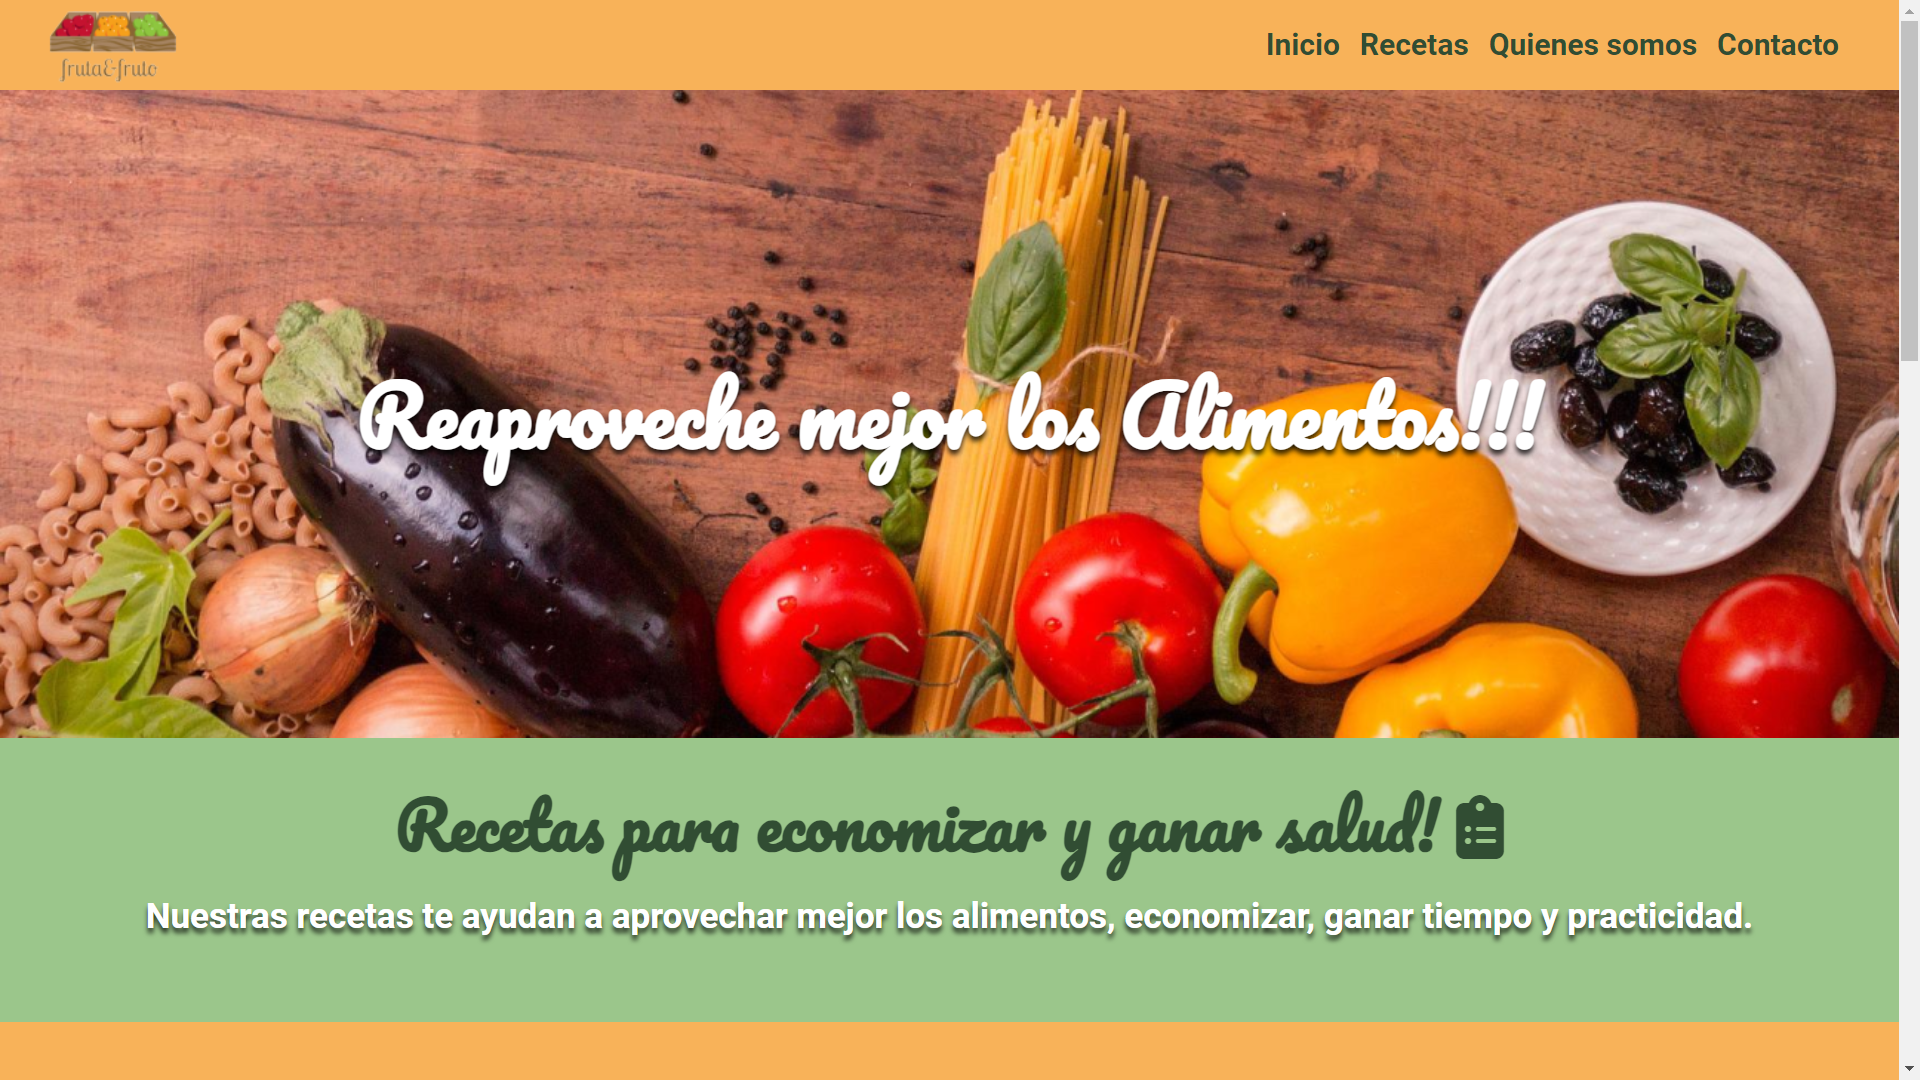 fruta&fruto
Inicio Recetas Quienes somos Contacto
Reaproveche mejor los Alimentos!!!
Recetas para economizar y ganar salud!
Nuestras recetas te ayudan a aprovechar mejor los alimentos, economizar, ganar tiempo y practicidad.